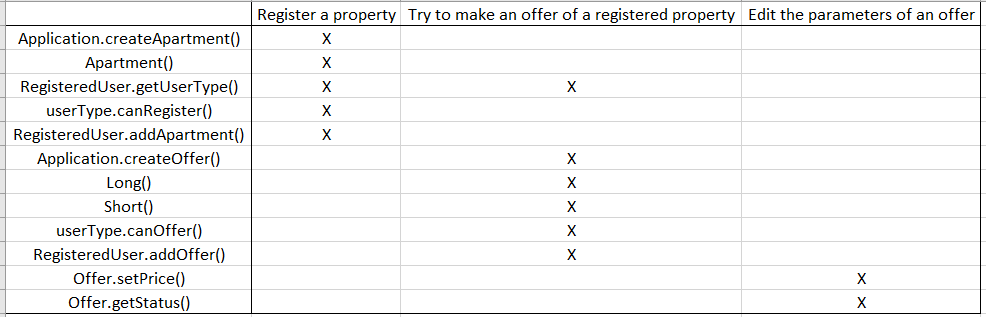 Register a property Try to make an offer of a registered property Edit the parameters of an offer
Application.createApartment() X
Apartment() X
RegisteredUser.getUserType() X X
userType.canRegister() X
RegisteredUser.addApartment() X
Application.createOffer() X
Long() X
Short() X
userType.canOffer() X
RegisteredUser.addOffer() X
Offer.setPrice() X
Offer.getStatus() X